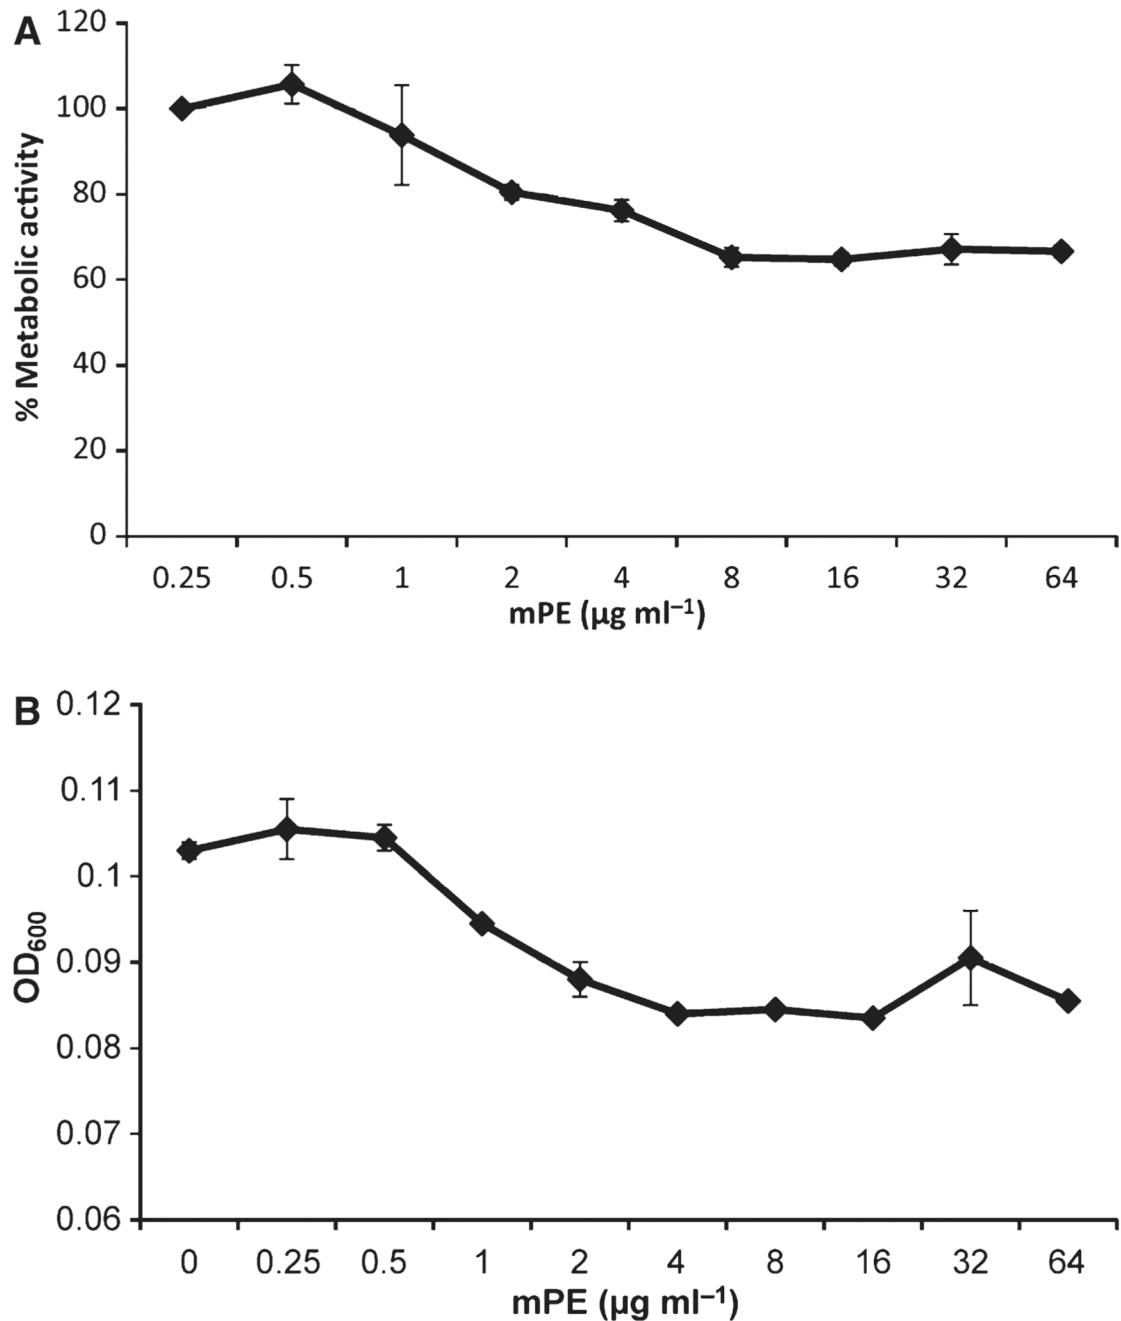 A
120
100
80
60
40
20
0
% Metabolic activity
0.25 0.5 1 2 4 8 16 32 64
mPE (µg ml⁻¹)
B
0.12
0.11
0.1
0.09
0.08
0.07
0.06
OD₆₀₀
0 0.25 0.5 1 2 4 8 16 32 64
mPE (µg ml⁻¹)